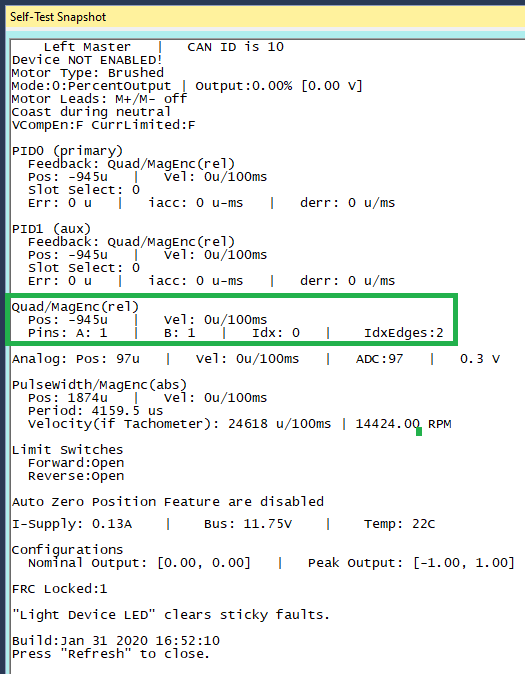 Self-Test Snapshot
Left Master | CAN ID is 10
Device NOT ENABLED!
Motor Type: Brushed
Mode:0:PercentOutput | Output:0.00% [0.00 V]
Motor Leads: M+/M- off
Coast during neutral
VCompEn:F CurrLimited:F
PID0 (primary)
Feedback: Quad/MagEnc(rel)
Pos: -945u | Vel: 0u/100ms
Slot Select: 0
Err: 0 u | iacc: 0 u-ms | derr: 0 u/ms
PID1 (aux)
Feedback: Quad/MagEnc(rel)
Pos: -945u | Vel: 0u/100ms
Slot Select: 0
Err: 0 u | iacc: 0 u-ms | derr: 0 u/ms
Quad/MagEnc(rel)
Pos: -945u | Vel: 0u/100ms
Pins: A: 1 | B: 1 | Idx: 0 | IdxEdges:2
Analog: Pos: 97u | Vel: 0u/100ms | ADC:97 | 0.3 V
PulseWidth/MagEnc(abs)
Pos: 1874u | Vel: 0u/100ms
Period: 4159.5 us
Velocity(if Tachometer): 24618 u/100ms | 14424.00 RPM
Limit Switches
Forward:Open
Reverse:Open
Auto Zero Position Feature are disabled
I-Supply: 0.13A | Bus: 11.75V | Temp: 22C
Configurations
Nominal Output: [0.00, 0.00] | Peak Output: [-1.00, 1.00]
FRC Locked:1
"Light Device LED" clears sticky faults.
Build:Jan 31 2020 16:52:10
Press "Refresh" to close.